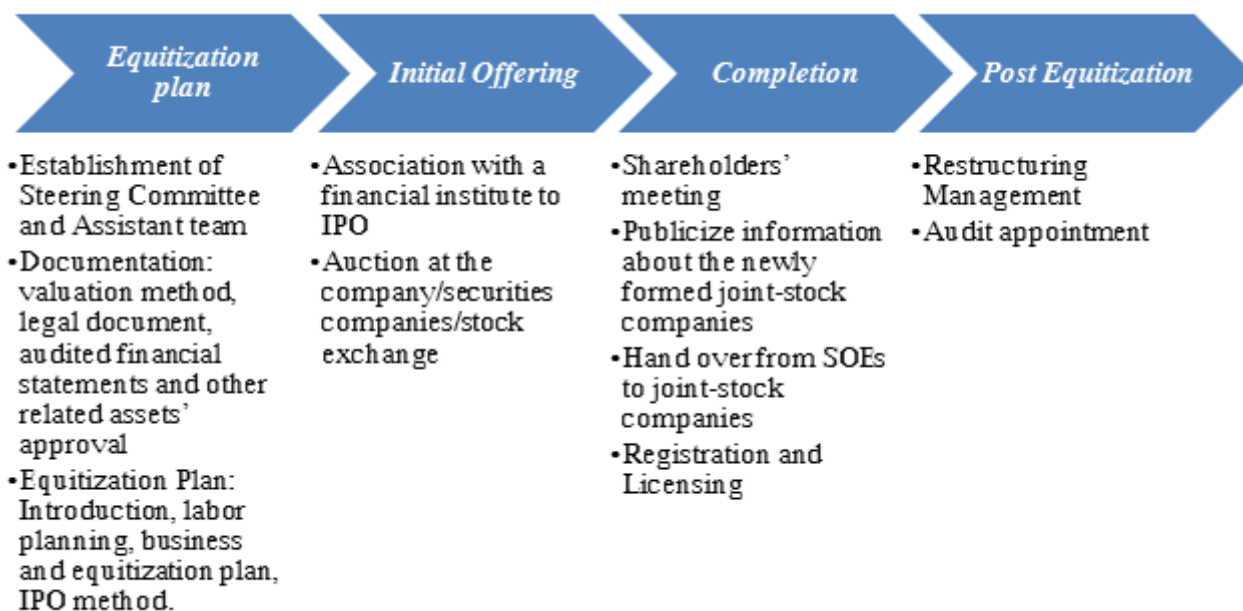 Equitization
plan
Initial Offering
Completion
Post Equitization
•Establishment of
Steering Committee
and Assistant team
•Documentation:
valuation method,
legal document,
audited financial
statements and other
related assets’
approval
•Equitization Plan:
Introduction, labor
planning, business
and equitization plan,
IPO method.
•Association with a
financial institute to
IPO
•Auction at the
company/securities
companies/stock
exchange
•Shareholders’
meeting
•Publicize information
about the newly
formed joint-stock
companies
•Hand over from SOEs
to joint-stock
companies
•Registration and
Licensing
•Restructuring
Management
•Audit appointment